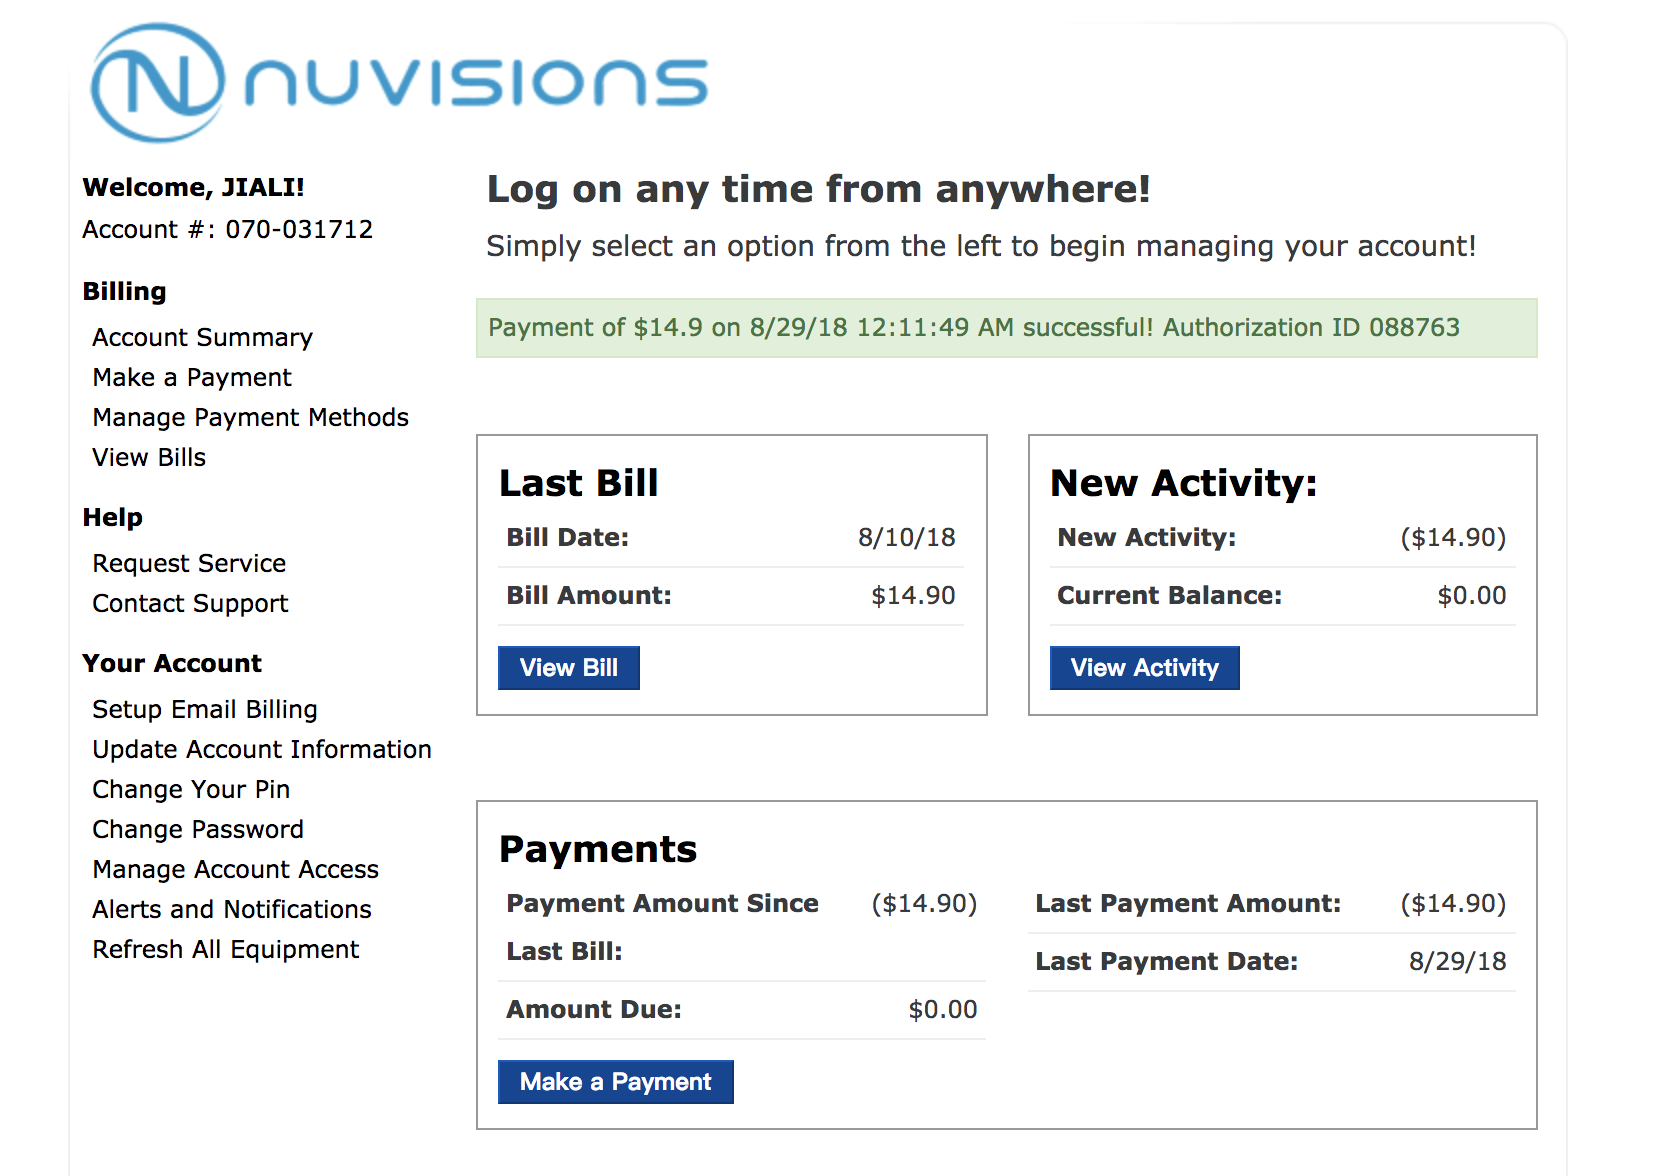 nuvisions
Welcome, JIALI!
Account #: 070-031712
Billing
Account Summary
Make a Payment
Manage Payment Methods
View Bills
Help
Request Service
Contact Support
Your Account
Setup Email Billing
Update Account Information
Change Your Pin
Change Password
Manage Account Access
Alerts and Notifications
Refresh All Equipment
Log on any time from anywhere!
Simply select an option from the left to begin managing your account!
Payment of $14.9 on 8/29/18 12:11:49 AM successful! Authorization ID 088763
Last Bill
Bill Date: 8/10/18
Bill Amount: $14.90
View Bill
New Activity:
New Activity: ($14.90)
Current Balance: $0.00
View Activity
Payments
Payment Amount Since ($14.90)
Last Bill:
Amount Due: $0.00
Make a Payment
Last Payment Amount: ($14.90)
Last Payment Date: 8/29/18